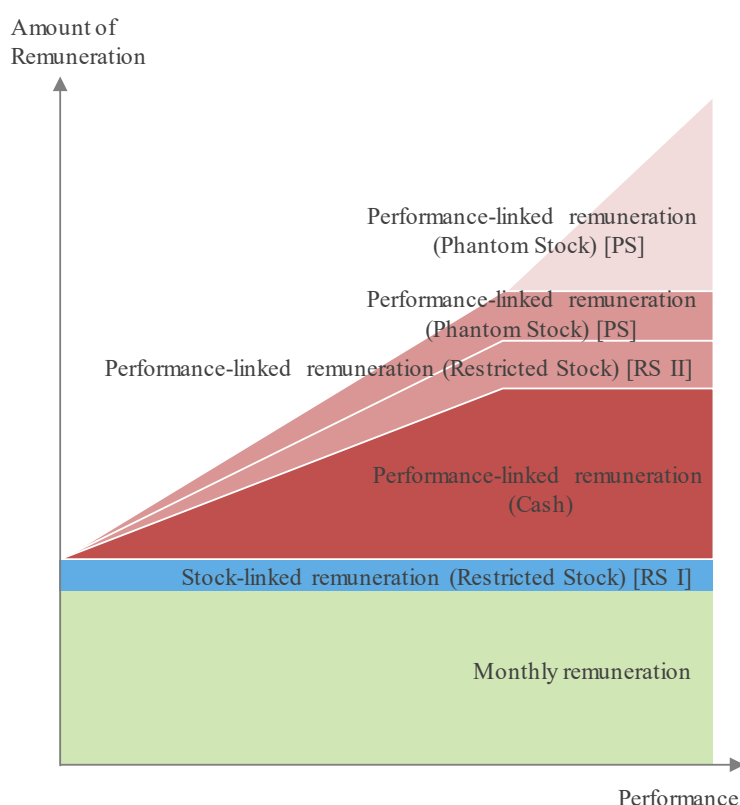 Amount of
Remuneration
Performance-linked remuneration
(Phantom Stock) [PS]
Performance-linked remuneration
(Phantom Stock) [PS]
Performance-linked remuneration (Restricted Stock) [RS II]
Performance-linked remuneration
(Cash)
Stock-linked remuneration (Restricted Stock) [RS I]
Monthly remuneration
Performance